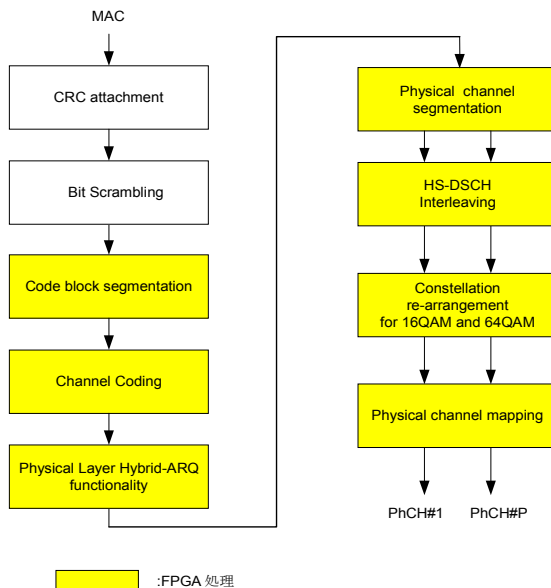 MAC
CRC attachment
Bit Scrambling
Code block segmentation
Channel Coding
Physical Layer Hybrid-ARQ
functionality
Physical channel
segmentation
HS-DSCH
Interleaving
Constellation
re-arrangement
for 16QAM and 64QAM
Physical channel mapping
PhCH#1 PhCH#P
:FPGA 処理